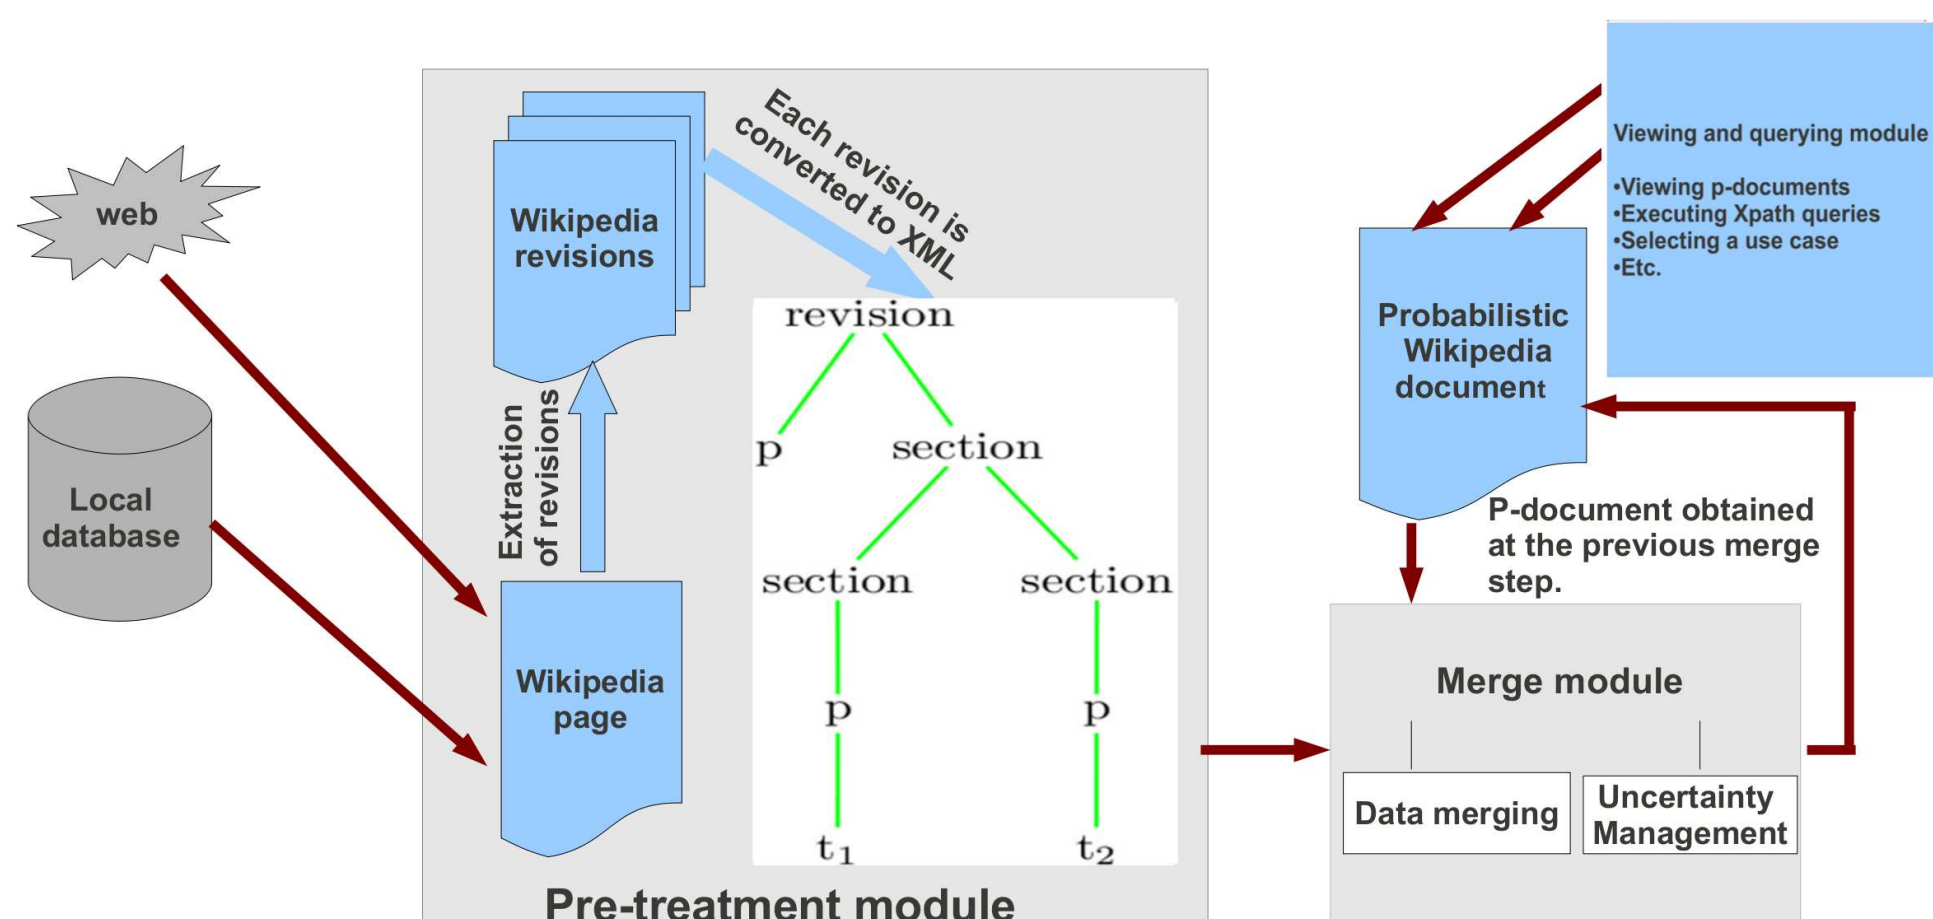 web
Local
database
Wikipedia
revisions
Each revision is
converted to XML
Extraction
of revisions
Wikipedia
page
revision
p
section
section
section
p
p
t₁
t₂
Pre-treatment module
Viewing and querying module
•Viewing p-documents
•Executing Xpath queries
•Selecting a use case
•Etc.
Probabilistic
Wikipedia
document
P-document obtained
at the previous merge
step.
Merge module
Data merging
Uncertainty
Management